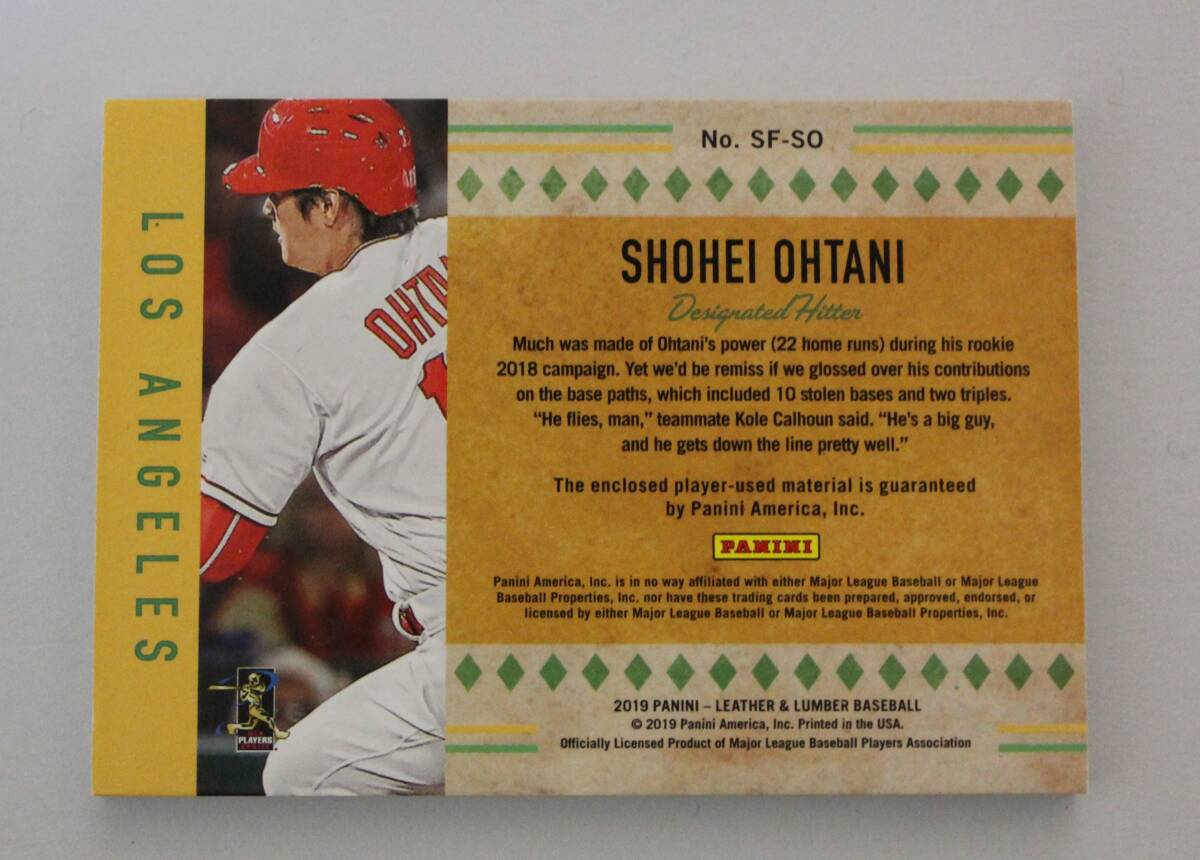 LOS ANGELES
OHTA
1
PLAYERS
No. SF-SO
SHOHEI OHTANI
Designated Hitter
Much was made of Ohtani's power (22 home runs) during his rookie
2018 campaign. Yet we'd be remiss if we glossed over his contributions
on the base paths, which included 10 stolen bases and two triples.
“He flies, man,” teammate Kole Calhoun said. “He's a big guy,
and he gets down the line pretty well.”
The enclosed player-used material is guaranteed
by Panini America, Inc.
PANINI
Panini America, Inc. is in no way affiliated with either Major League Baseball or Major League
Baseball Properties, Inc. nor have these trading cards been prepared, approved, endorsed, or
licensed by either Major League Baseball or Major League Baseball Properties, Inc.
2019 PANINI – LEATHER & LUMBER BASEBALL
© 2019 Panini America, Inc. Printed in the USA.
Officially Licensed Product of Major League Baseball Players Association